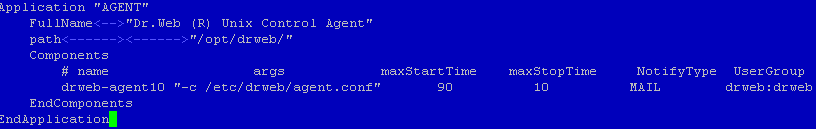 Application "AGENT"
    FullName<-->"Dr.Web (R) Unix Control Agent"
    path<------><------>"/opt/drweb/"
    Components
        # name                   args             maxStartTime     maxStopTime     NotifyType  UserGroup
        drweb-agent10 "-c /etc/drweb/agent.conf"       90          10          MAIL        drweb:drweb
    EndComponents
EndApplication